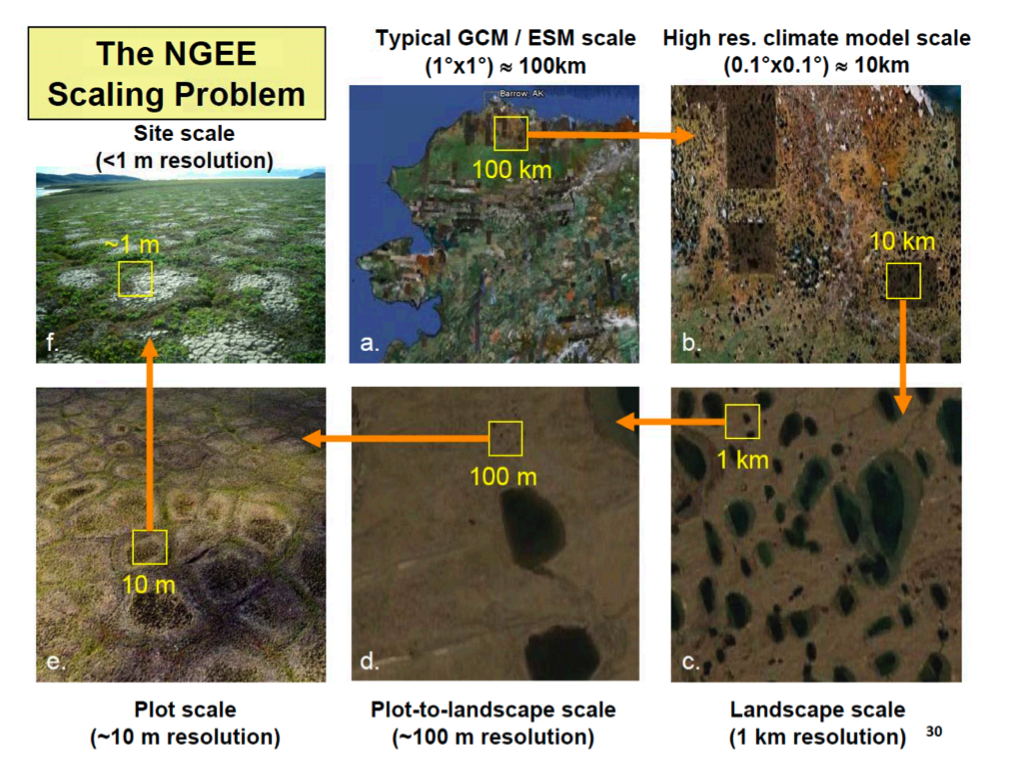 The NGEE
Scaling Problem
Typical GCM / ESM scale
(1°x1°) ≈ 100km
High res. climate model scale
(0.1°x0.1°) ≈ 10km
Site scale
(<1 m resolution)
~1 m
f.
Barrow, AK
100 km
a.
10 km
b.
10 m
e.
100 m
d.
1 km
c.
Plot scale
(~10 m resolution)
Plot-to-landscape scale
(~100 m resolution)
Landscape scale
(1 km resolution)
30